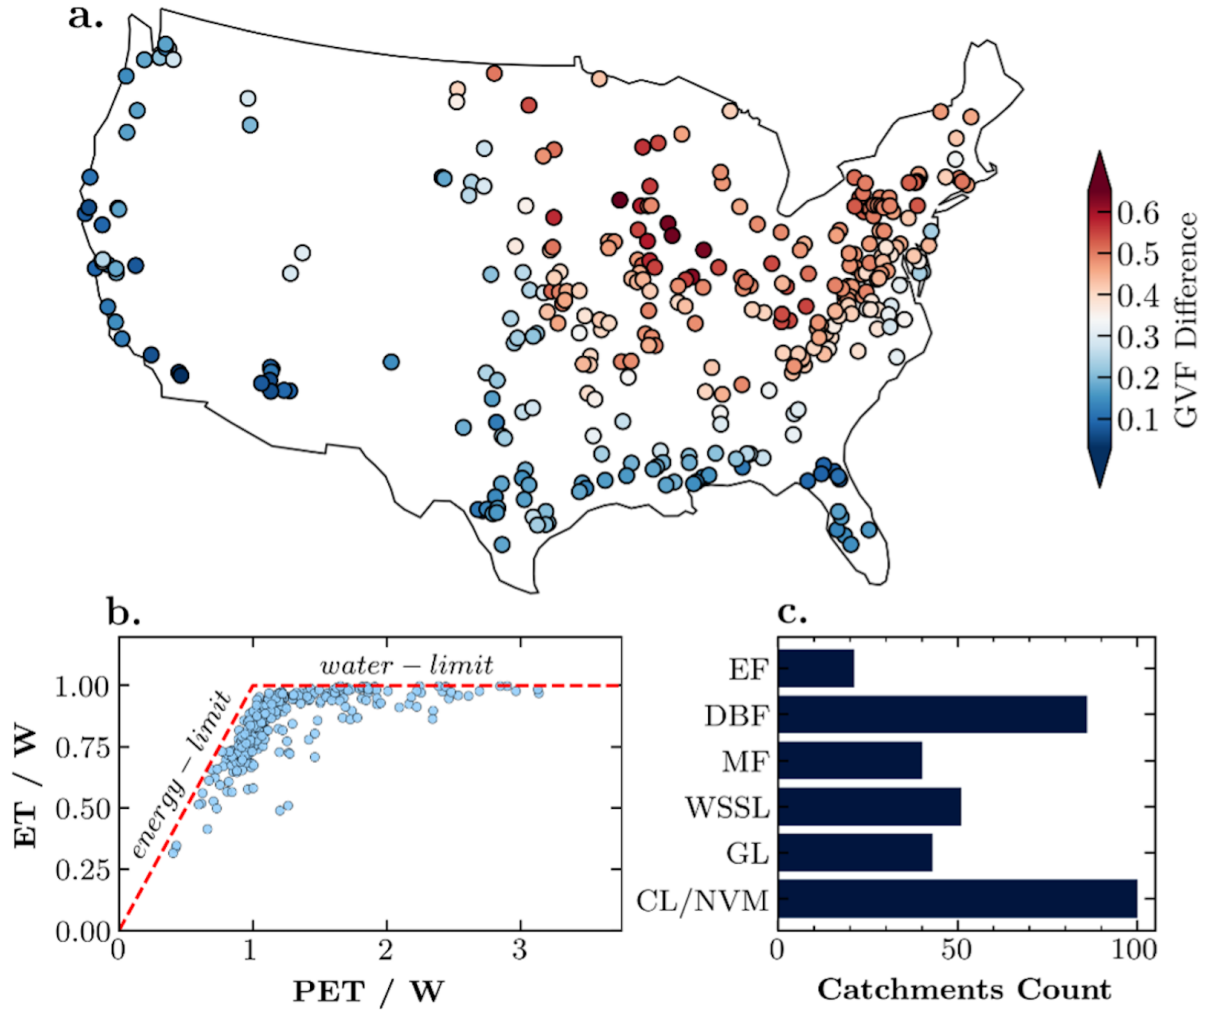 a.
0.6
0.5
0.4
0.3
0.2
0.1
GVF Difference
b.
water – limit
energy – limit
1.00
0.75
0.50
0.25
0.00
0
1
2
3
ET / W
PET / W
c.
EF
DBF
MF
WSSL
GL
CL/NVM
0
50
100
Catchments Count